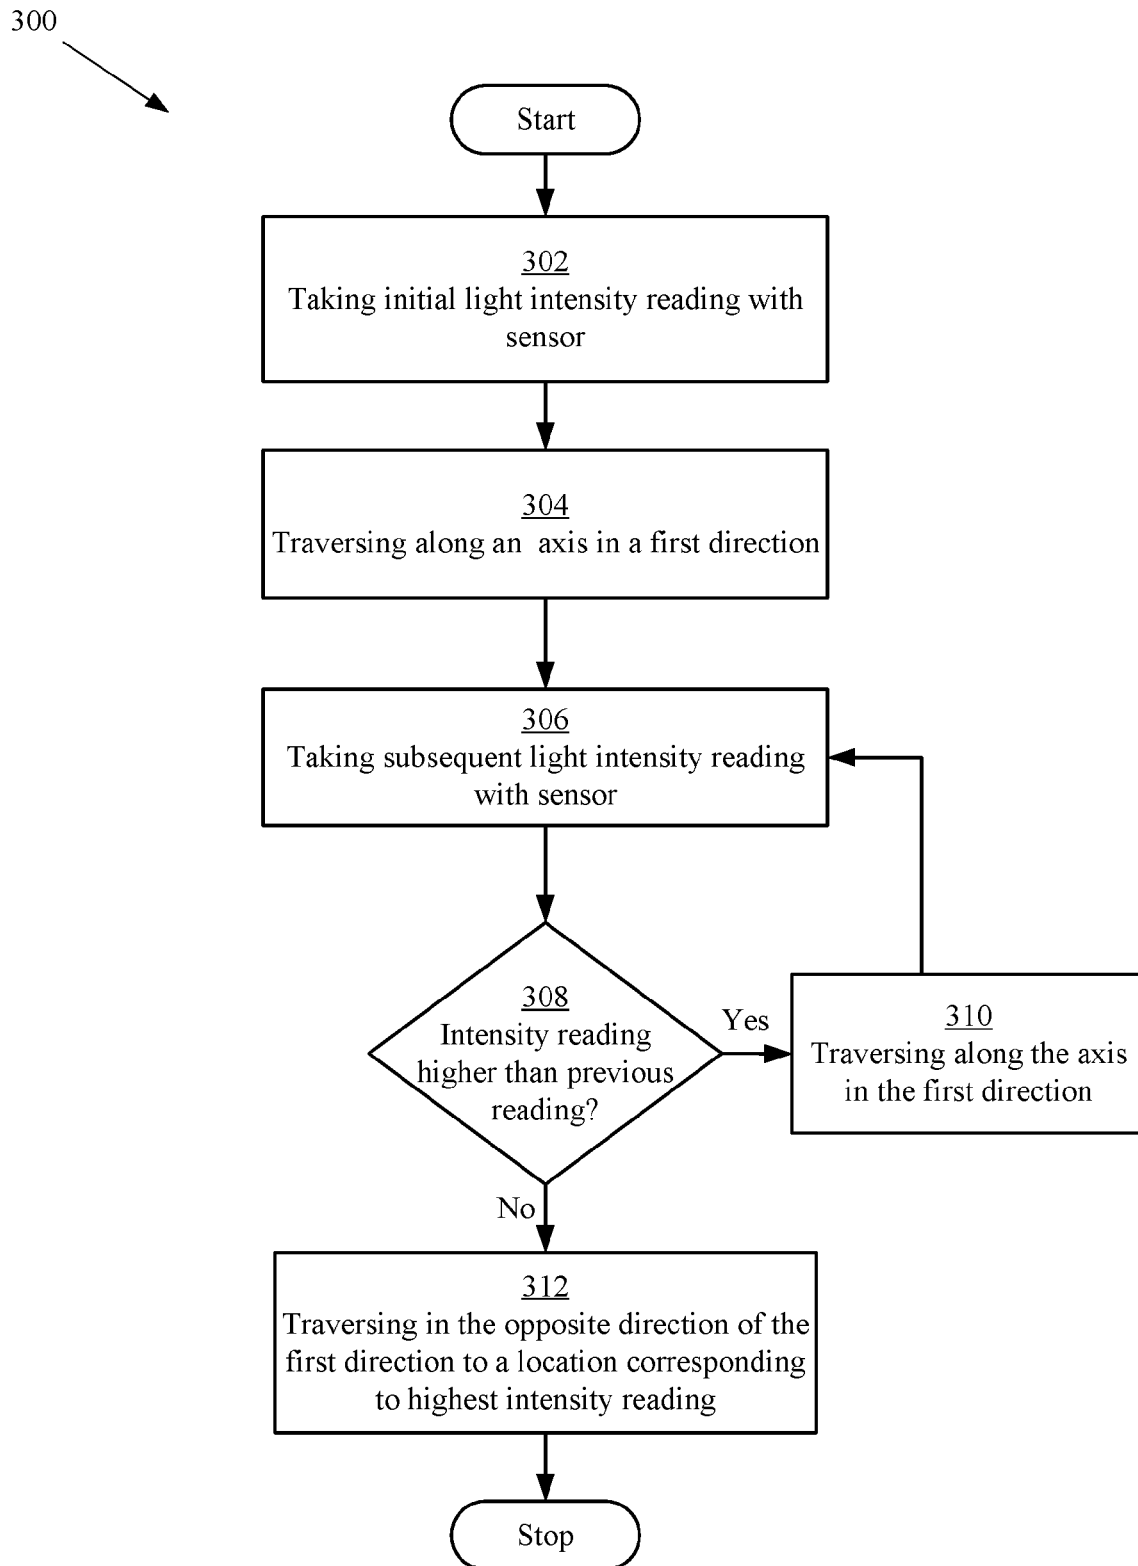 300
Start
302
Taking initial light intensity reading with
sensor
304
Traversing along an axis in a first direction
306
Taking subsequent light intensity reading
with sensor
308
Intensity reading
higher than previous
reading?
Yes
310
Traversing along the axis
in the first direction
No
312
Traversing in the opposite direction of the
first direction to a location corresponding
to highest intensity reading
Stop